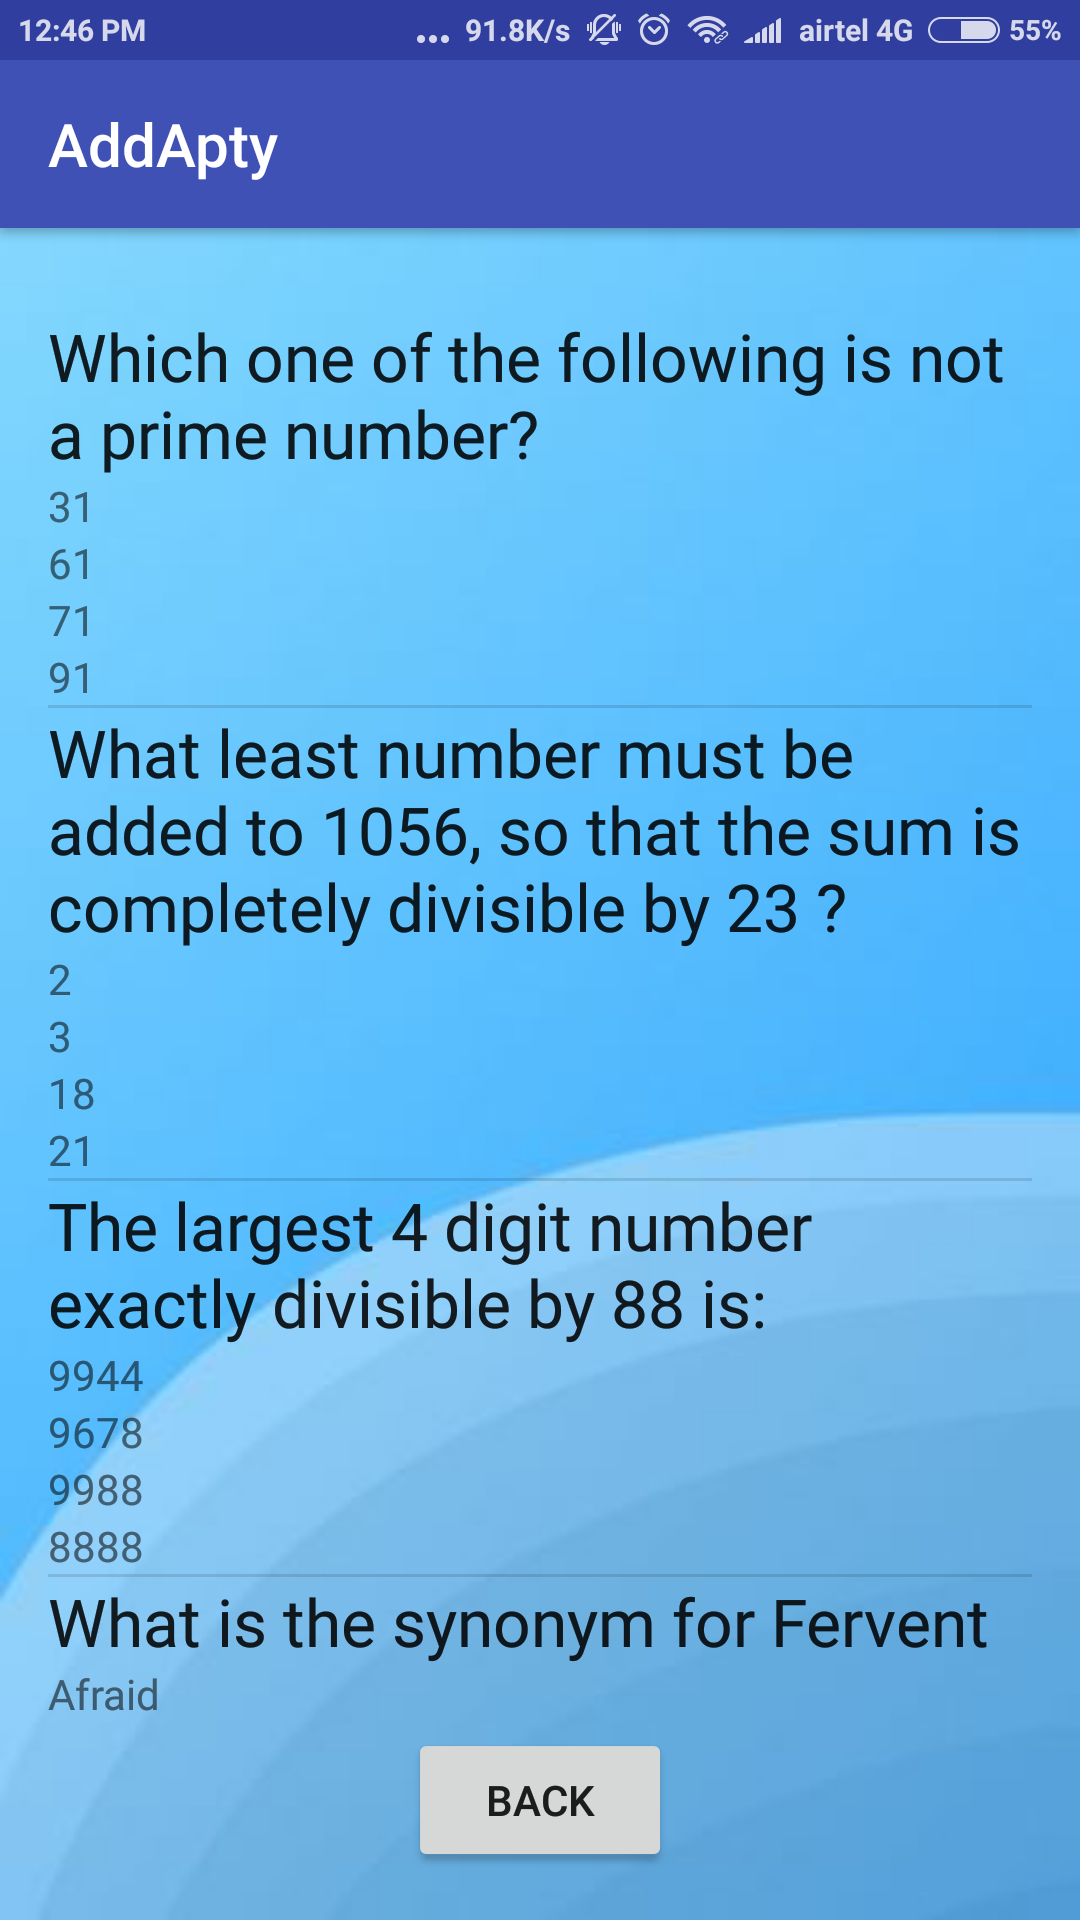 12:46 PM ... 91.8K/s airtel 4G 55%
AddApty
Which one of the following is not
a prime number?
31
61
71
91
What least number must be
added to 1056, so that the sum is
completely divisible by 23 ?
2
3
18
21
The largest 4 digit number
exactly divisible by 88 is:
9944
9678
9988
8888
What is the synonym for Fervent
Afraid
BACK